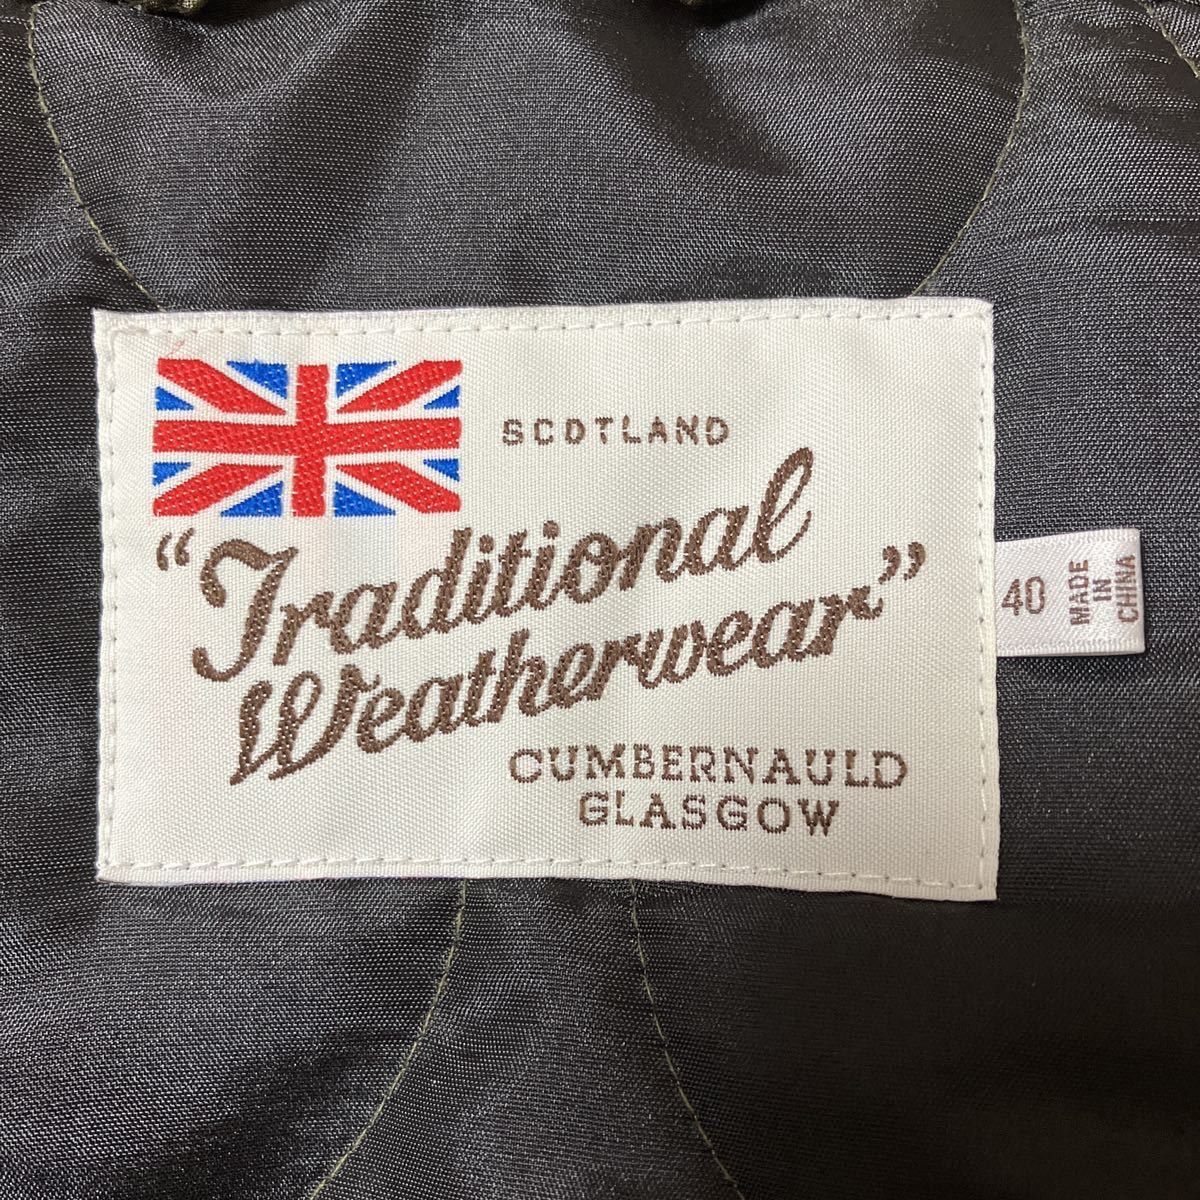 SCOTLAND
“Traditional
Weatherwear”
CUMBERNAULD
GLASGOW
40
MADE
IN
CHINA